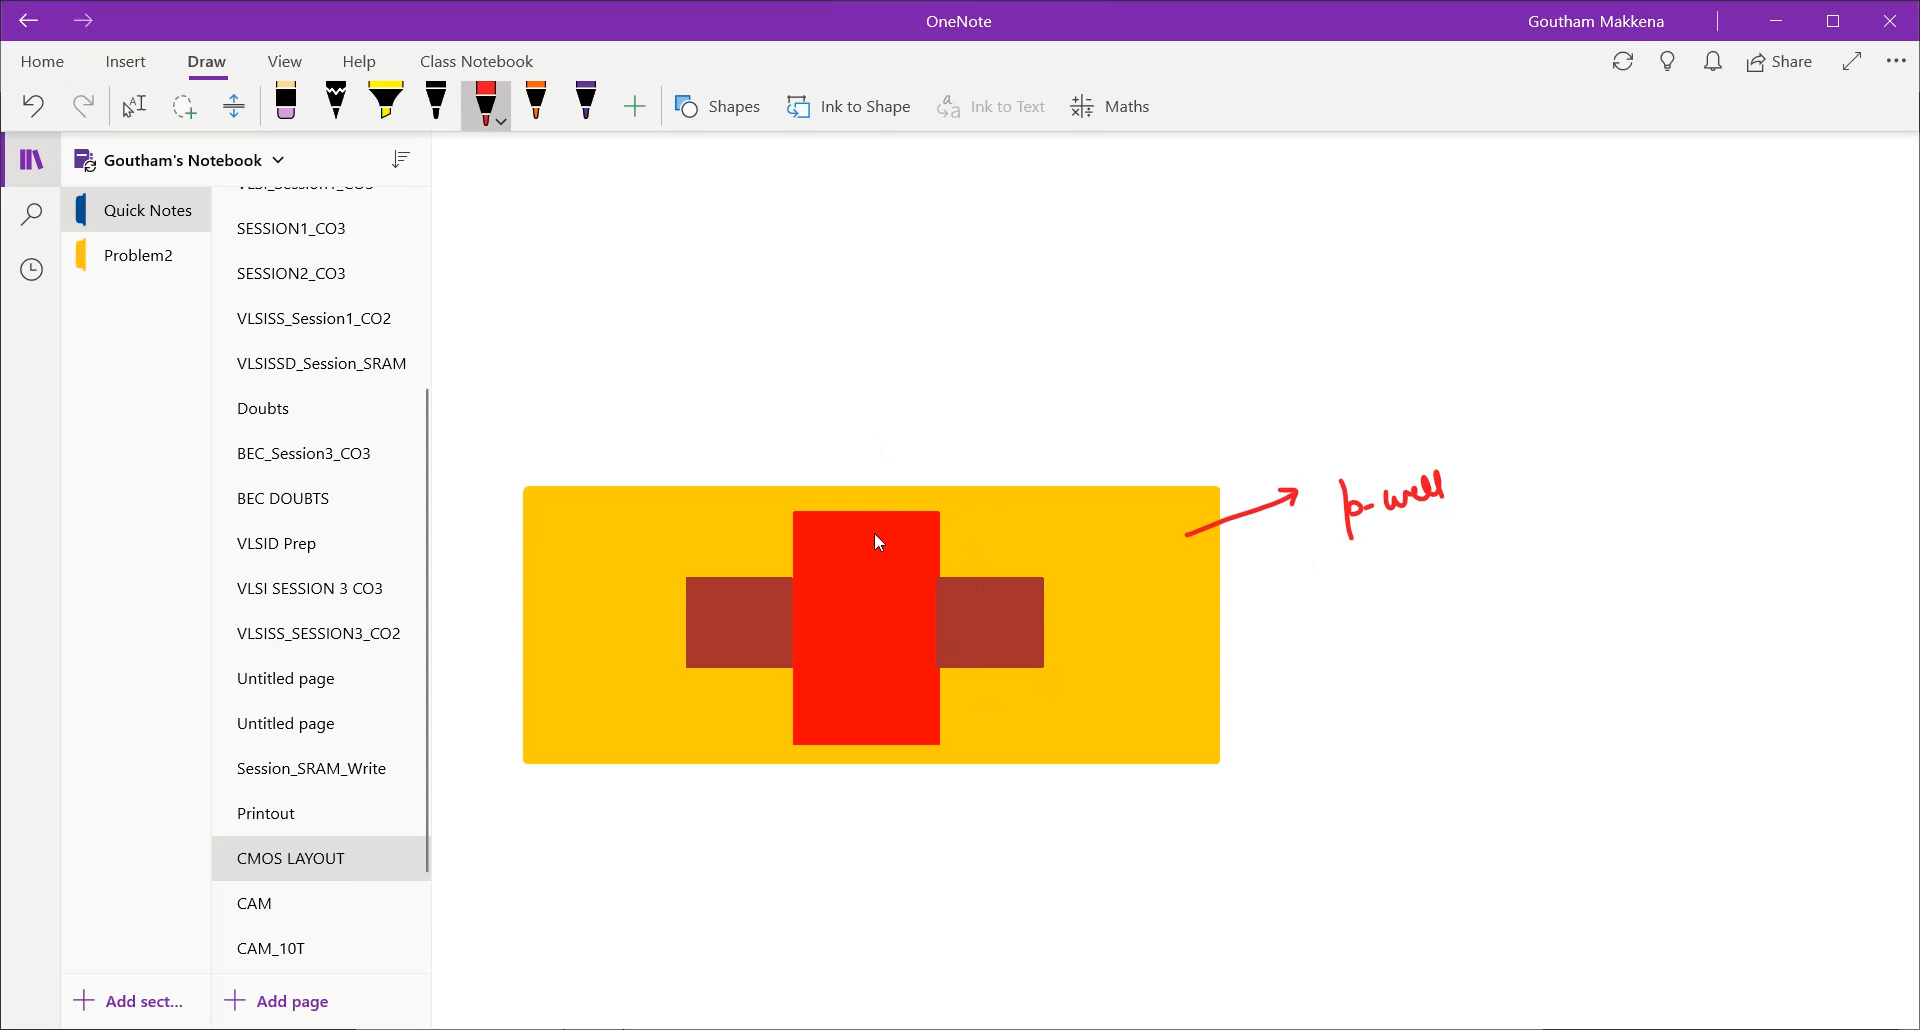 OneNote
Goutham Makkena
Home
Insert
Draw
View
Help
Class Notebook
Share
Shapes
Ink to Shape
Ink to Text
Maths
Goutham's Notebook
Quick Notes
Problem2
SESSION1_CO3
SESSION2_CO3
VLSISS_Session1_CO2
VLSISSD_Session_SRAM
Doubts
BEC_Session3_CO3
BEC DOUBTS
VLSID Prep
VLSI SESSION 3 CO3
VLSISS_SESSION3_CO2
Untitled page
Untitled page
Session_SRAM_Write
Printout
CMOS LAYOUT
CAM
CAM_10T
Add sect...
Add page
p-well